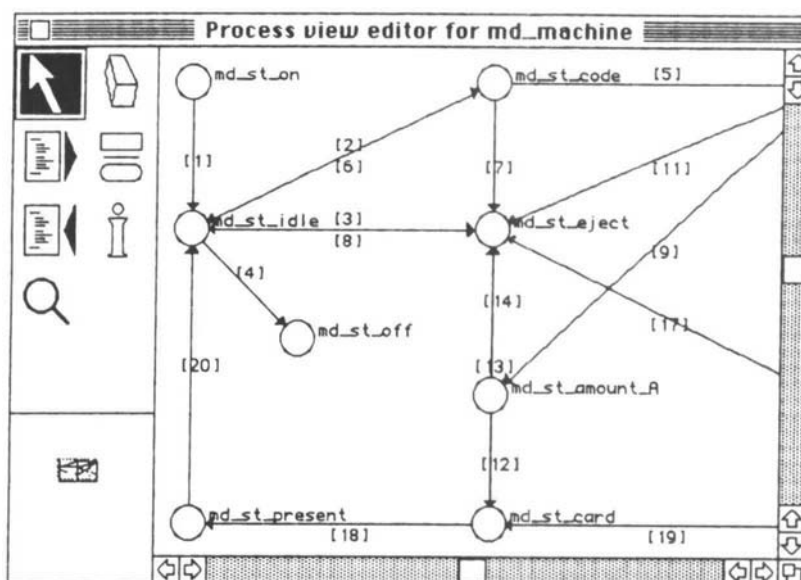 Process view editor for md_machine
md_st_on
md_st_code
[5]
[2]
[1]
[6]
[7]
[11]
md_st_idle
[3]
md_st_eject
[8]
[9]
[4]
[14]
md_st_off
[17]
[20]
[13]
md_st_amount_A
[12]
md_st_present
md_st_card
[18]
[19]